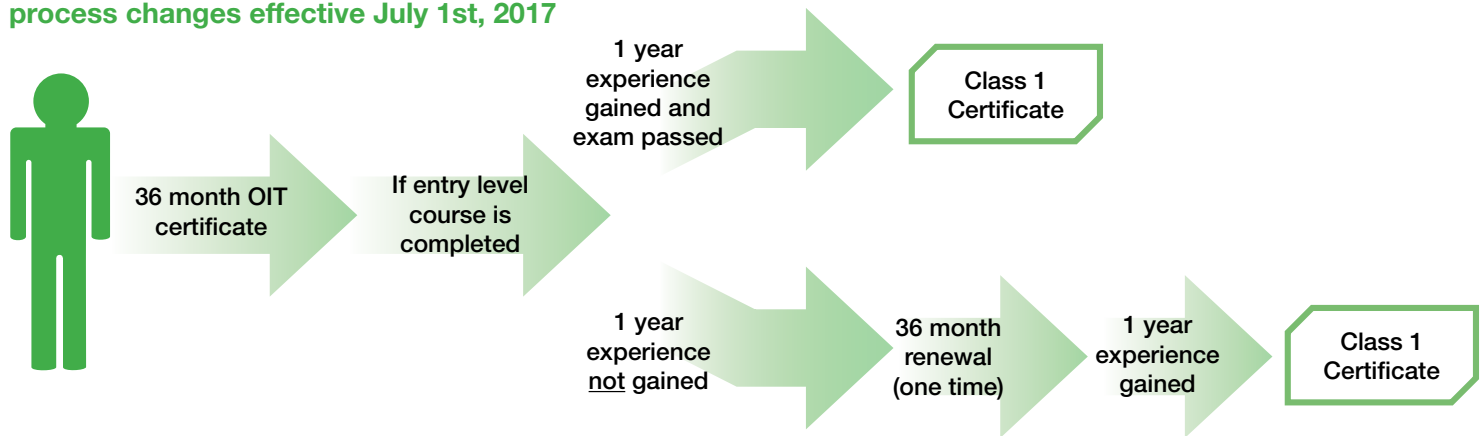 process changes effective July 1st, 2017
36 month OIT
certificate
If entry level
course is
completed
1 year
experience
gained and
exam passed
Class 1
Certificate
1 year
experience
not gained
36 month
renewal
(one time)
1 year
experience
gained
Class 1
Certificate